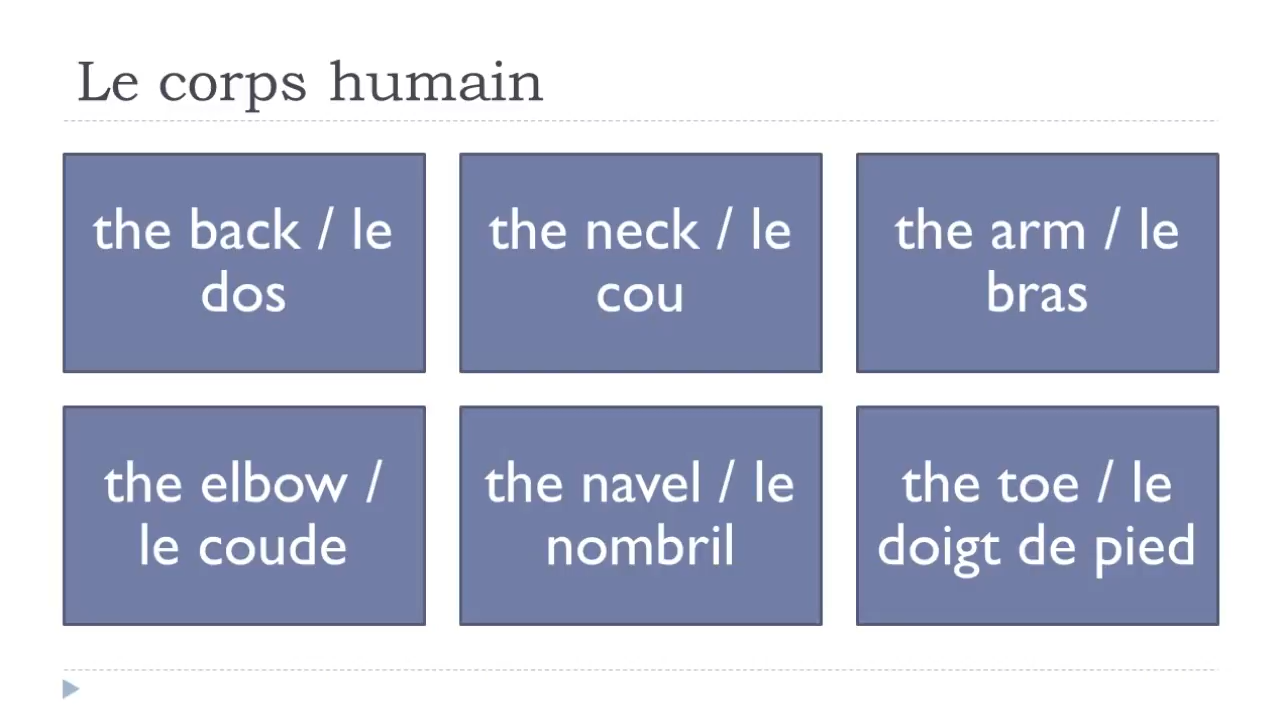 Le corps humain
the back / le
dos
the neck / le
cou
the arm / le
bras
the elbow /
le coude
the navel / le
nombril
the toe / le
doigt de pied